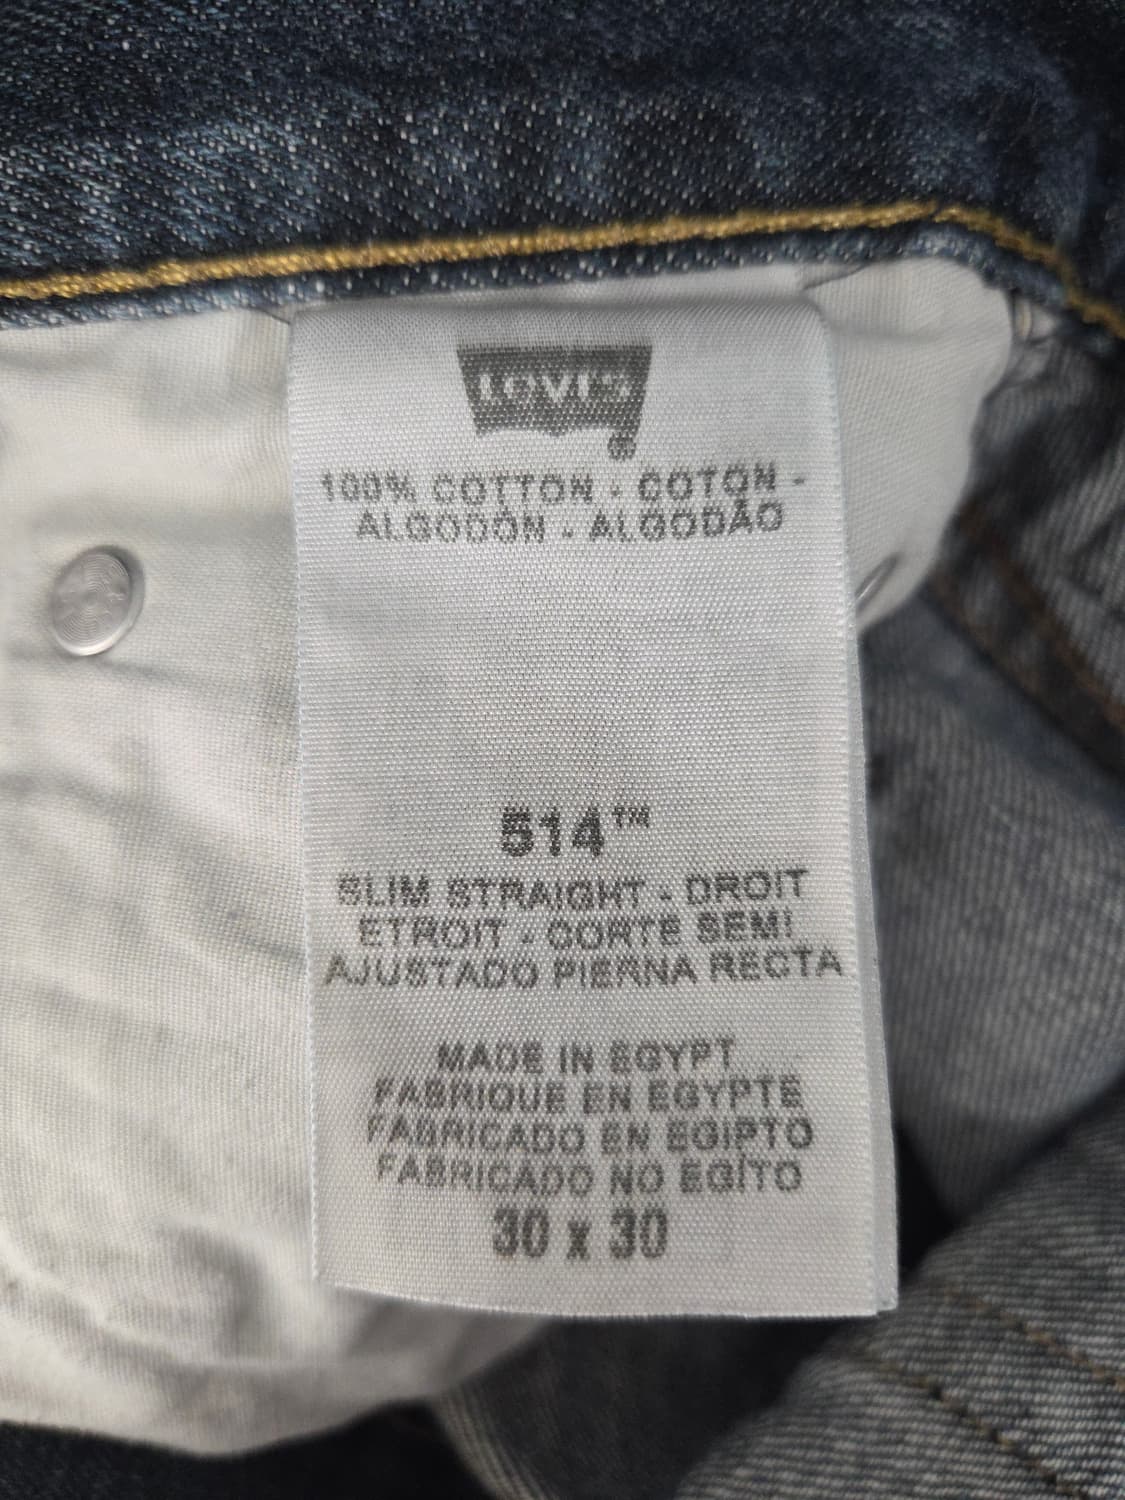 LEVI'S
®
100% COTTON - COTON -
ALGODÓN - ALGODÃO
514™
SLIM STRAIGHT - DROIT
ETROIT - CORTE SEMI
AJUSTADO PIERNA RECTA
MADE IN EGYPT
FABRIQUE EN EGYPTE
FABRICADO EN EGIPTO
FABRICADO NO EGÍTO
30 x 30